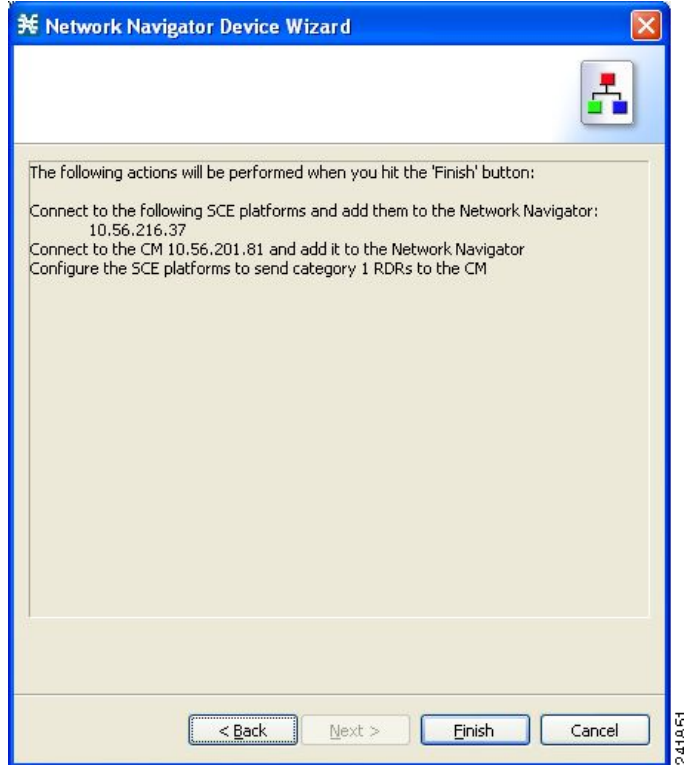 Network Navigator Device Wizard
The following actions will be performed when you hit the 'Finish' button:
Connect to the following SCE platforms and add them to the Network Navigator:
10.56.216.37
Connect to the CM 10.56.201.81 and add it to the Network Navigator
Configure the SCE platforms to send category 1 RDRs to the CM
< Back
Next >
Finish
Cancel
241851